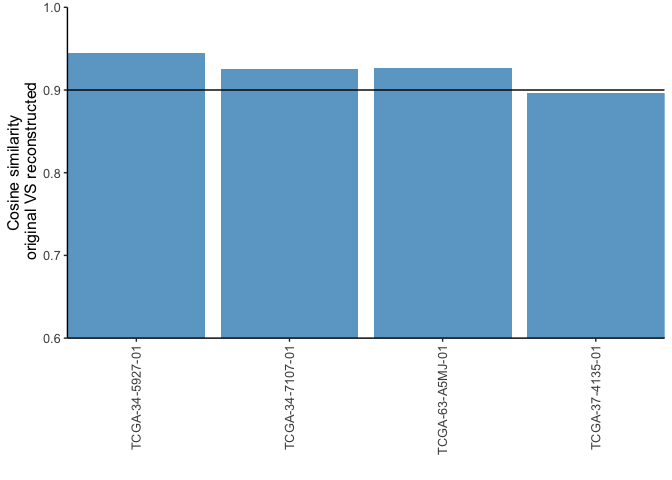 Cosine similarity
original VS reconstructed
1.0
0.9
0.8
0.7
0.6
TCGA-34-5927-01
TCGA-34-7107-01
TCGA-63-A5MJ-01
TCGA-37-4135-01